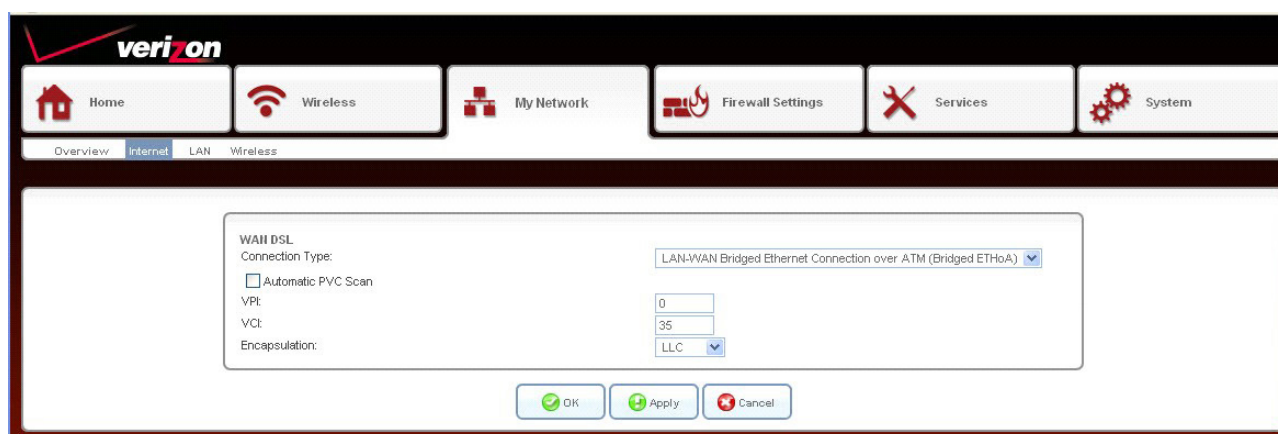 verizon
Home Wireless My Network Firewall Settings Services System
Overview Internet LAN Wireless
WAN DSL
Connection Type: LAN-WAN Bridged Ethernet Connection over ATM (Bridged ETHoA)
Automatic PVC Scan
VPI: 0
VCI: 35
Encapsulation: LLC
OK Apply Cancel